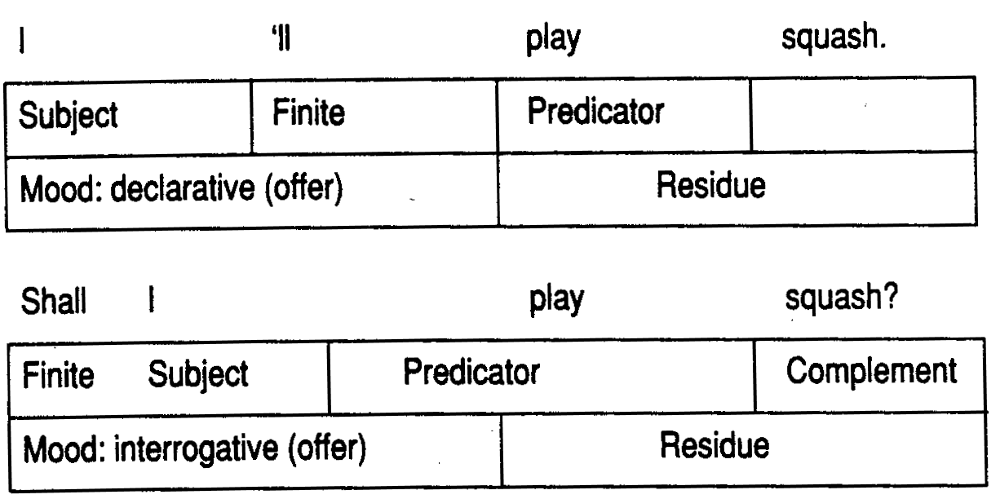 I 'll play squash.
Subject Finite Predicator
Mood: declarative (offer) Residue
Shall I play squash?
Finite Subject Predicator Complement
Mood: interrogative (offer) Residue